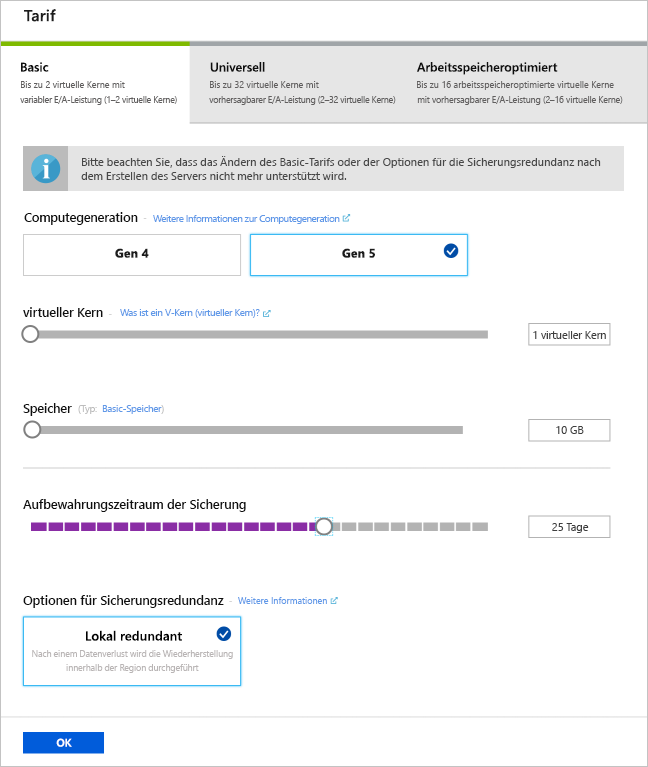 Tarif
Basic
Bis zu 2 virtuelle Kerne mit
variabler E/A-Leistung (1–2 virtuelle Kerne)
Universell
Bis zu 32 virtuelle Kerne mit
vorhersagbarer E/A-Leistung (2–32 virtuelle Kerne)
Arbeitsspeicheroptimiert
Bis zu 16 arbeitsspeicheroptimierte virtuelle Kerne
mit vorhersagbarer E/A-Leistung (2–16 virtuelle Kerne)
Bitte beachten Sie, dass das Ändern des Basic-Tarifs oder der Optionen für die Sicherungsredundanz nach
dem Erstellen des Servers nicht mehr unterstützt wird.
Computegeneration - Weitere Informationen zur Computegeneration
Gen 4
Gen 5
virtueller Kern - Was ist ein V-Kern (virtueller Kern)?
1 virtueller Kern
Speicher (Typ: Basic-Speicher)
10 GB
Aufbewahrungszeitraum der Sicherung
25 Tage
Optionen für Sicherungsredundanz - Weitere Informationen
Lokal redundant
Nach einem Datenverlust wird die Wiederherstellung
innerhalb der Region durchgeführt
OK